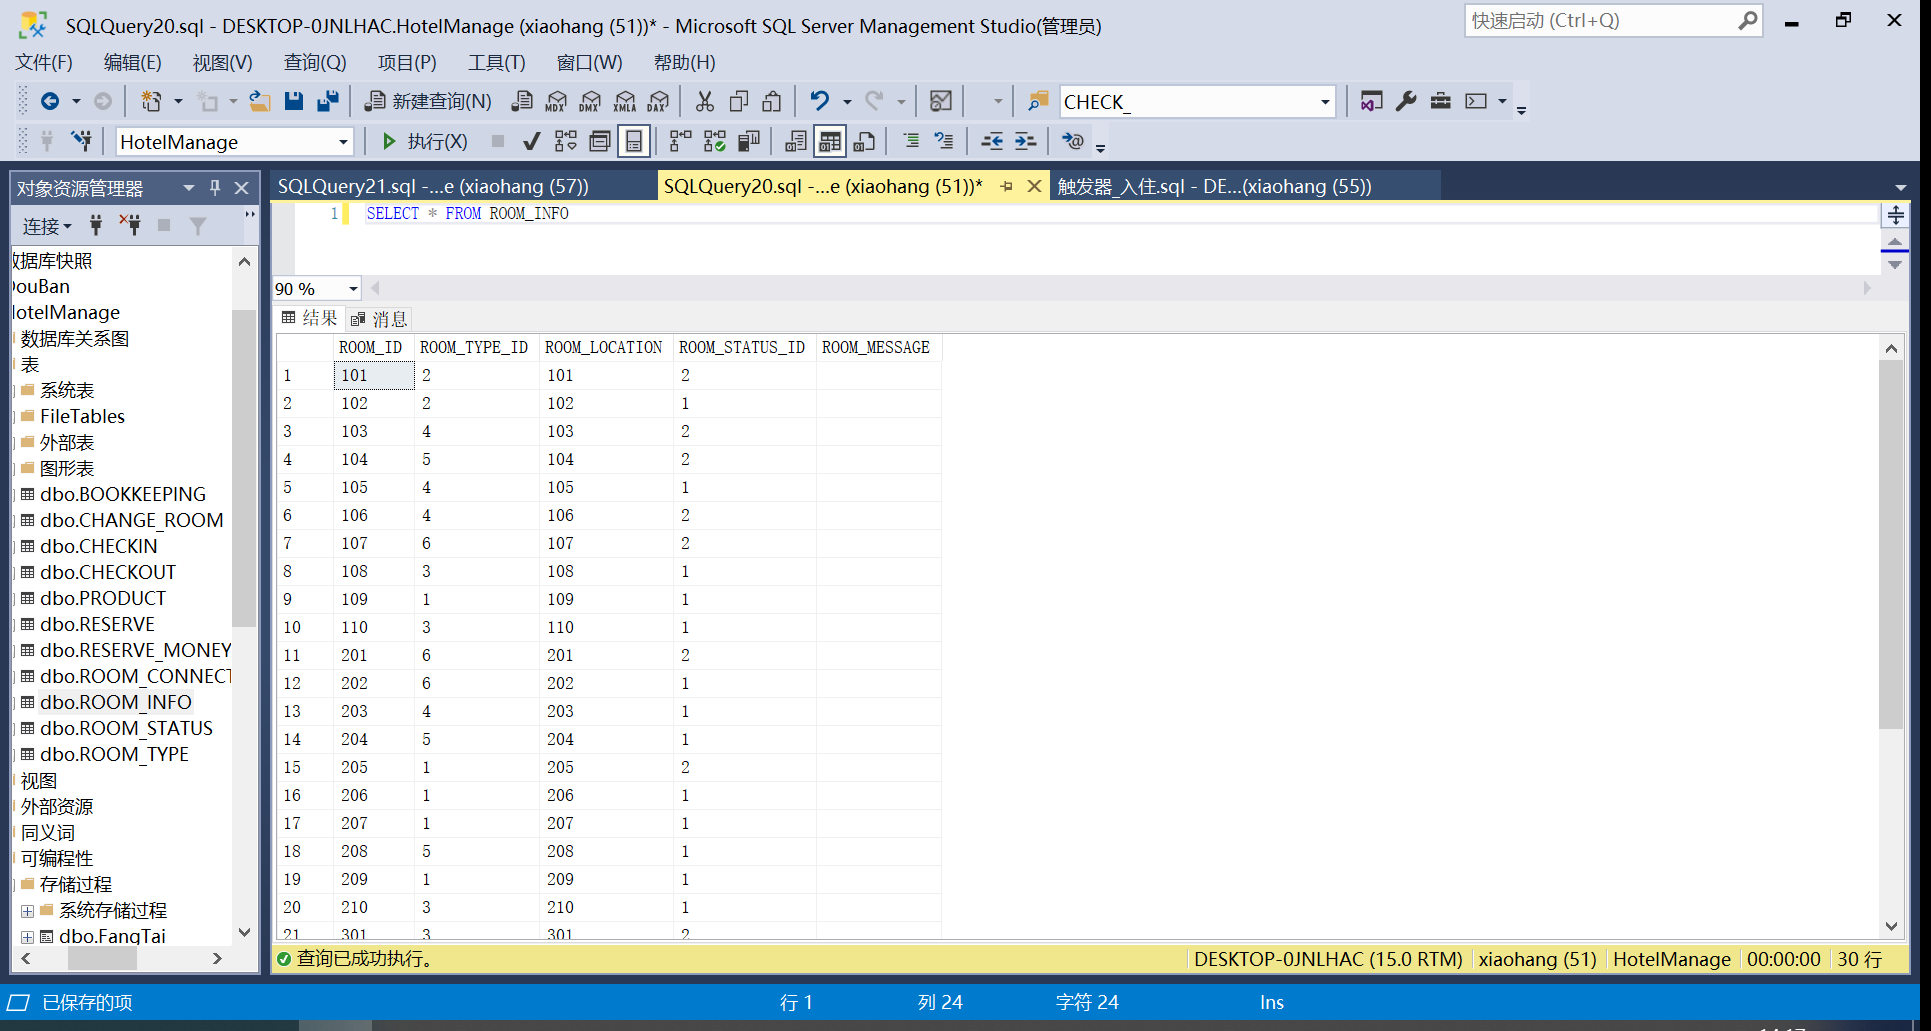 SQLQuery20.sql - DESKTOP-0JNLHAC.HotelManage (xiaohang (51))* - Microsoft SQL Server Management Studio(管理员)
快速启动 (Ctrl+Q)
文件(F) 编辑(E) 视图(V) 查询(Q) 项目(P) 工具(T) 窗口(W) 帮助(H)
新建查询(N) MDX DMX XMLA DAX CHECK_
HotelManage 执行(X)
对象资源管理器
连接
数据库快照
ouBan
otelManage
数据库关系图
表
系统表
FileTables
外部表
图形表
dbo.BOOKKEEPING
dbo.CHANGE_ROOM
dbo.CHECKIN
dbo.CHECKOUT
dbo.PRODUCT
dbo.RESERVE
dbo.RESERVE_MONEY
dbo.ROOM_CONNECT
dbo.ROOM_INFO
dbo.ROOM_STATUS
dbo.ROOM_TYPE
视图
外部资源
同义词
可编程性
存储过程
系统存储过程
dbo.FangTai
SQLQuery21.sql -...e (xiaohang (57)) SQLQuery20.sql -...e (xiaohang (51))* 触发器_入住.sql - DE...(xiaohang (55))
1 SELECT * FROM ROOM_INFO
90 %
结果 消息
ROOM_ID ROOM_TYPE_ID ROOM_LOCATION ROOM_STATUS_ID ROOM_MESSAGE
1 101 2 101 2
2 102 2 102 1
3 103 4 103 2
4 104 5 104 2
5 105 4 105 1
6 106 4 106 2
7 107 6 107 2
8 108 3 108 1
9 109 1 109 1
10 110 3 110 1
11 201 6 201 2
12 202 6 202 1
13 203 4 203 1
14 204 5 204 1
15 205 1 205 2
16 206 1 206 1
17 207 1 207 1
18 208 5 208 1
19 209 1 209 1
20 210 3 210 1
21 301 3 301 2
查询已成功执行。 DESKTOP-0JNLHAC (15.0 RTM) xiaohang (51) HotelManage 00:00:00 30 行
已保存的项 行 1 列 24 字符 24 Ins